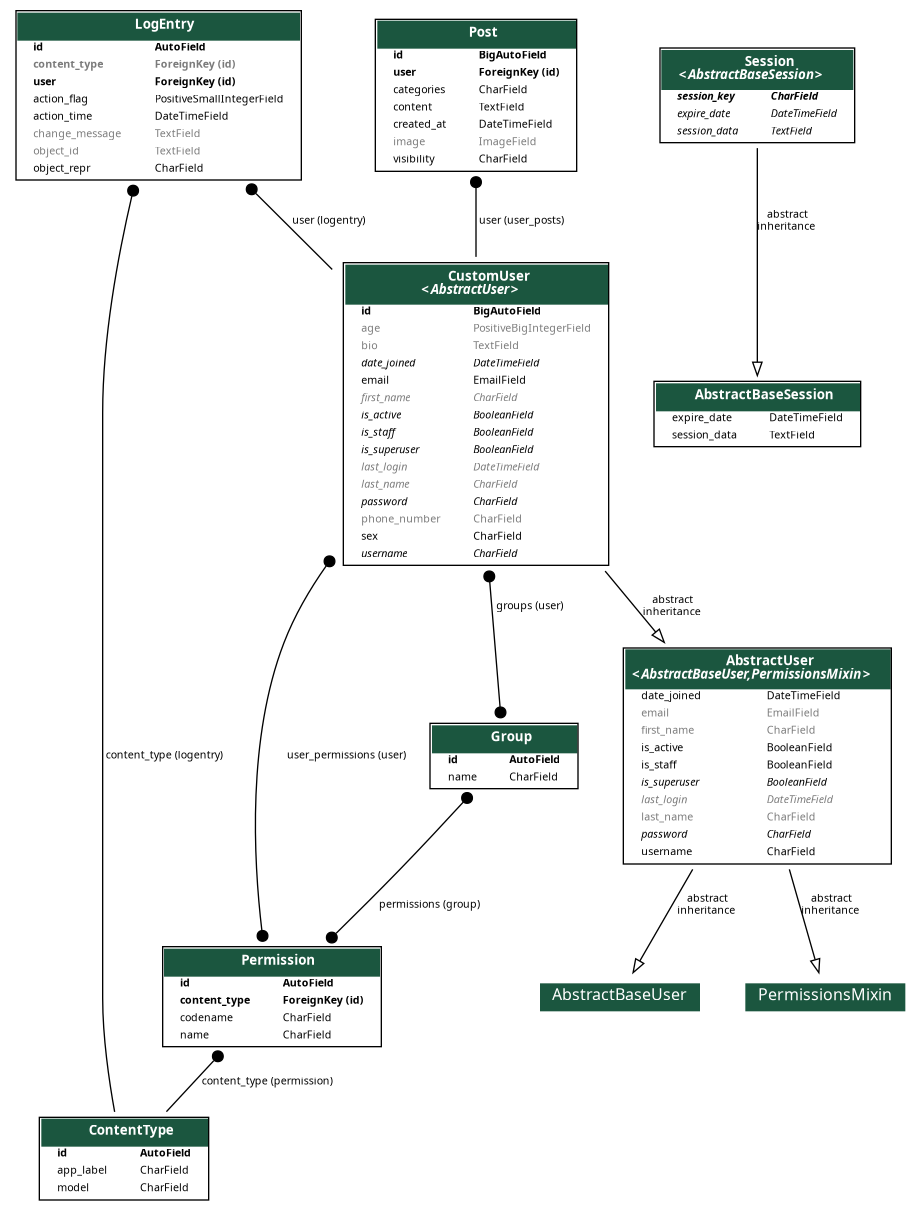 LogEntry
id AutoField
content_type ForeignKey (id)
user ForeignKey (id)
action_flag PositiveSmallIntegerField
action_time DateTimeField
change_message TextField
object_id TextField
object_repr CharField
Post
id BigAutoField
user ForeignKey (id)
categories CharField
content TextField
created_at DateTimeField
image ImageField
visibility CharField
Session
<AbstractBaseSession>
session_key CharField
expire_date DateTimeField
session_data TextField
user (logentry)
user (user_posts)
abstract
inheritance
CustomUser
<AbstractUser>
id BigAutoField
age PositiveBigIntegerField
bio TextField
date_joined DateTimeField
email EmailField
first_name CharField
is_active BooleanField
is_staff BooleanField
is_superuser BooleanField
last_login DateTimeField
last_name CharField
password CharField
phone_number CharField
sex CharField
username CharField
AbstractBaseSession
expire_date DateTimeField
session_data TextField
groups (user)
abstract
inheritance
AbstractUser
<AbstractBaseUser,PermissionsMixin>
date_joined DateTimeField
email EmailField
first_name CharField
is_active BooleanField
is_staff BooleanField
is_superuser BooleanField
last_login DateTimeField
last_name CharField
password CharField
username CharField
content_type (logentry)
user_permissions (user)
Group
id AutoField
name CharField
permissions (group)
abstract
inheritance
abstract
inheritance
Permission
id AutoField
content_type ForeignKey (id)
codename CharField
name CharField
AbstractBaseUser
PermissionsMixin
content_type (permission)
ContentType
id AutoField
app_label CharField
model CharField